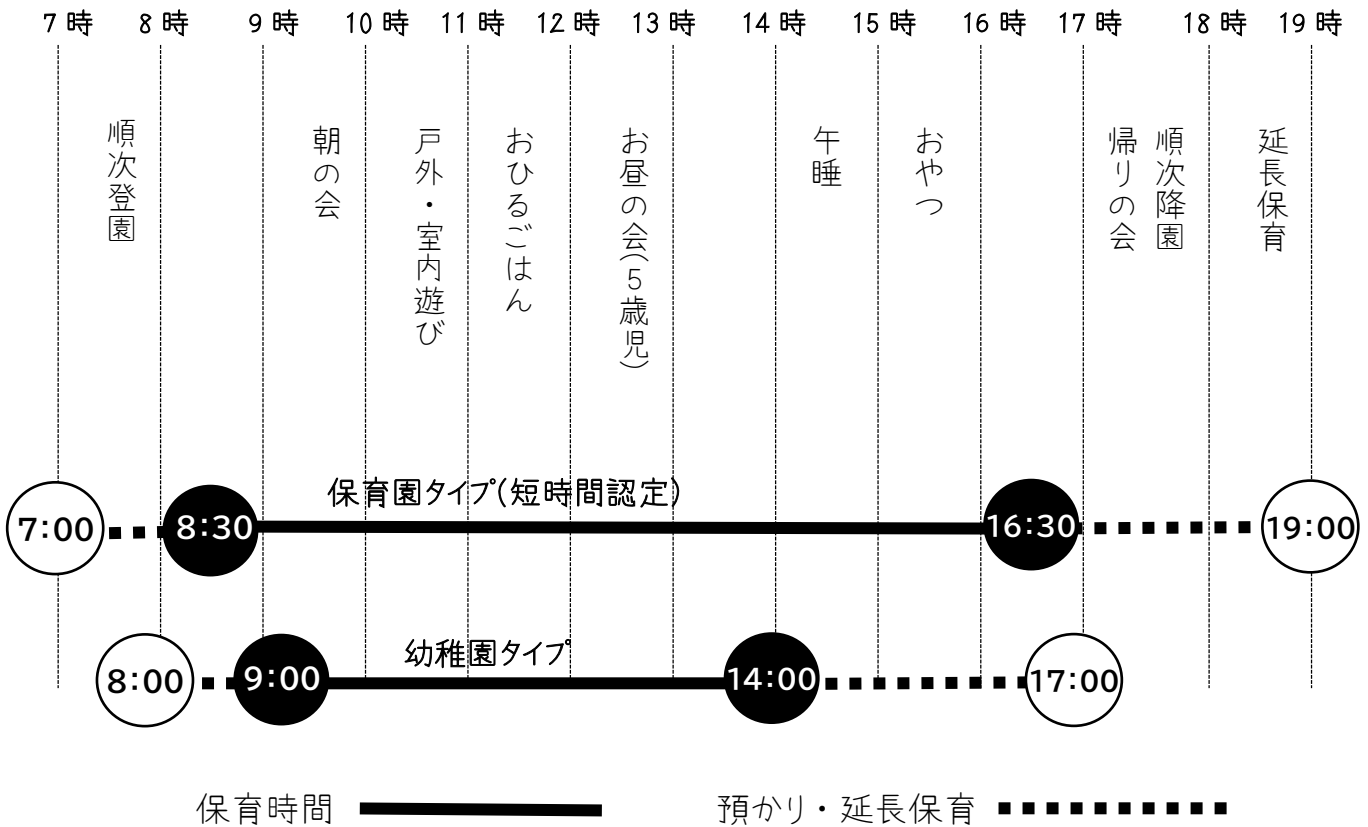 7時 8時 9時 10時 11時 12時 13時 14時 15時 16時 17時 18時 19時
順次登園
朝の会
戸外・室内遊び
おひるごはん
お昼の会(5歳児)
午睡
おやつ
帰りの会
順次降園
延長保育
保育園タイプ(短時間認定)
7:00 8:30 16:30 19:00
幼稚園タイプ
8:00 9:00 14:00 17:00
保育時間 預かり・延長保育